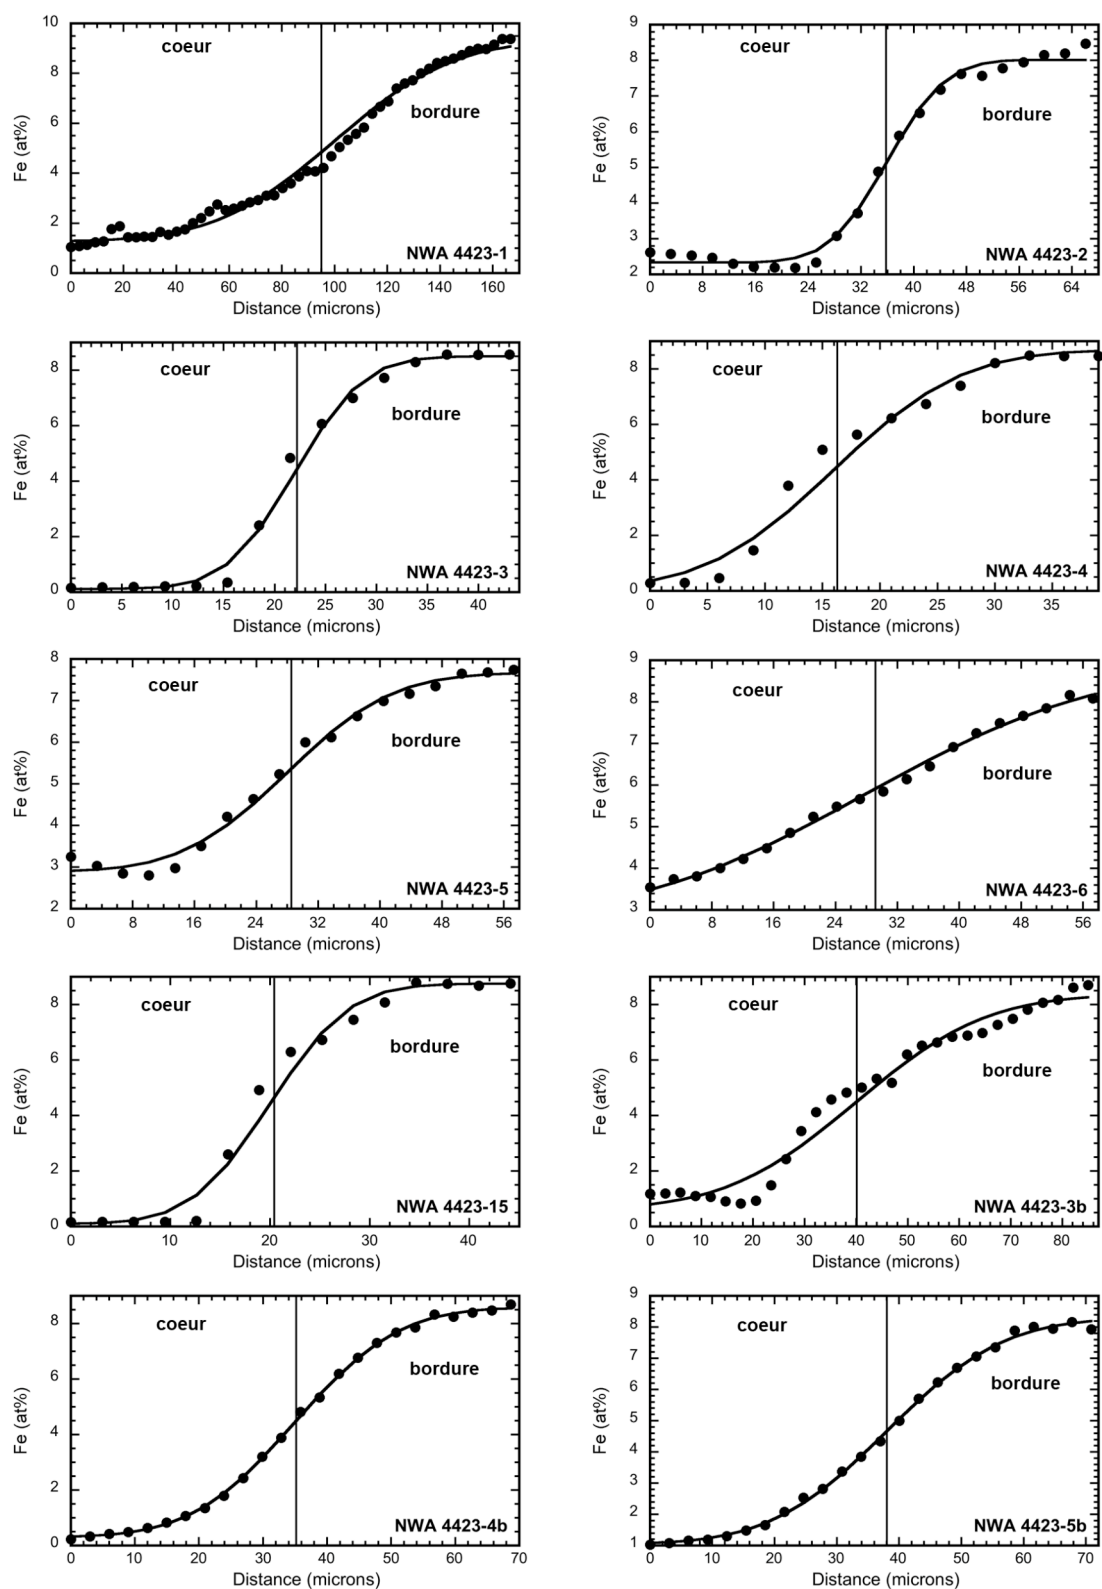 10
8
6
4
2
0
Fe (at%)
coeur
bordure
NWA 4423-1
0 20 40 60 80 100 120 140 160
Distance (microns)
9
8
7
6
5
4
3
2
Fe (at%)
coeur
bordure
NWA 4423-2
0 8 16 24 32 40 48 56 64
Distance (microns)
8
6
4
2
0
Fe (at%)
coeur
bordure
NWA 4423-3
0 5 10 15 20 25 30 35 40
Distance (microns)
8
6
4
2
0
Fe (at%)
coeur
bordure
NWA 4423-4
0 5 10 15 20 25 30 35
Distance (microns)
8
7
6
5
4
3
2
Fe (at%)
coeur
bordure
NWA 4423-5
0 8 16 24 32 40 48 56
Distance (microns)
9
8
7
6
5
4
3
Fe (at%)
coeur
bordure
NWA 4423-6
0 8 16 24 32 40 48 56
Distance (microns)
8
6
4
2
0
Fe (at%)
coeur
bordure
NWA 4423-15
0 10 20 30 40
Distance (microns)
8
6
4
2
0
Fe (at%)
coeur
bordure
NWA 4423-3b
0 10 20 30 40 50 60 70 80
Distance (microns)
8
6
4
2
0
Fe (at%)
coeur
bordure
NWA 4423-4b
0 10 20 30 40 50 60 70
Distance (microns)
9
8
7
6
5
4
3
2
1
Fe (at%)
coeur
bordure
NWA 4423-5b
0 10 20 30 40 50 60 70
Distance (microns)